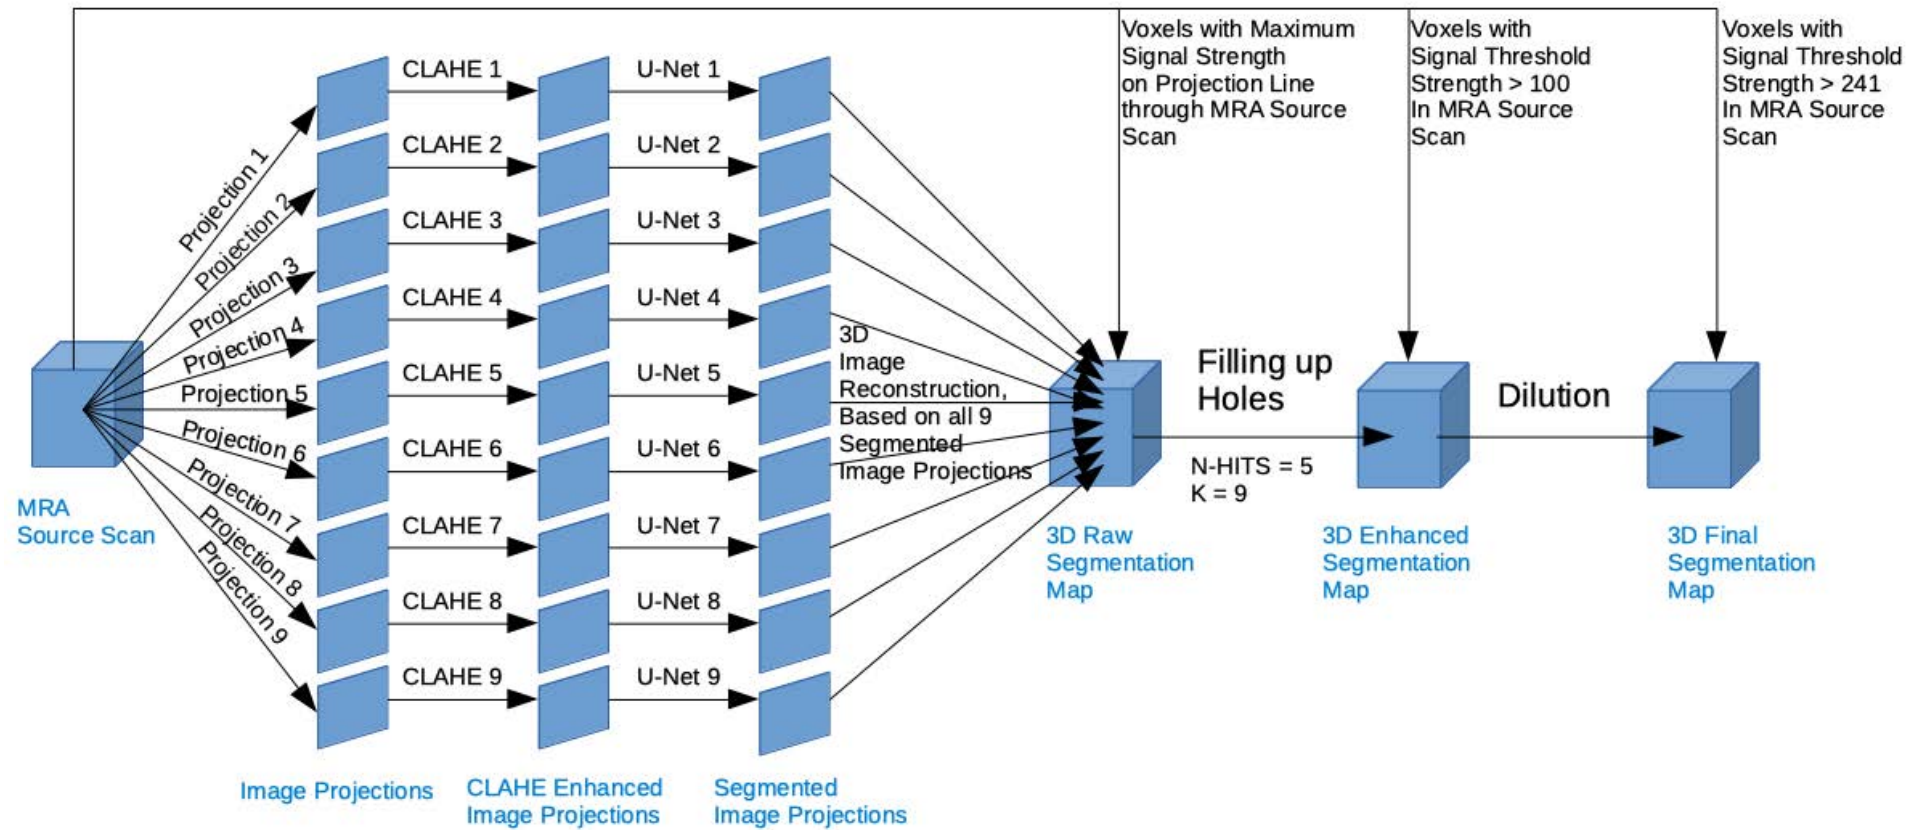 Voxels with Maximum
Signal Strength
on Projection Line
through MRA Source
Scan
Voxels with
Signal Threshold
Strength > 100
In MRA Source
Scan
Voxels with
Signal Threshold
Strength > 241
In MRA Source
Scan
Projection 1
Projection 2
Projection 3
Projection 4
Projection 5
Projection 6
Projection 7
Projection 8
Projection 9
CLAHE 1
CLAHE 2
CLAHE 3
CLAHE 4
CLAHE 5
CLAHE 6
CLAHE 7
CLAHE 8
CLAHE 9
U-Net 1
U-Net 2
U-Net 3
U-Net 4
U-Net 5
U-Net 6
U-Net 7
U-Net 8
U-Net 9
3D
Image
Reconstruction,
Based on all 9
Segmented
Image Projections
Filling up
Holes
N-HITS = 5
K = 9
Dilution
MRA
Source Scan
3D Raw
Segmentation
Map
3D Enhanced
Segmentation
Map
3D Final
Segmentation
Map
Image Projections
CLAHE Enhanced
Image Projections
Segmented
Image Projections